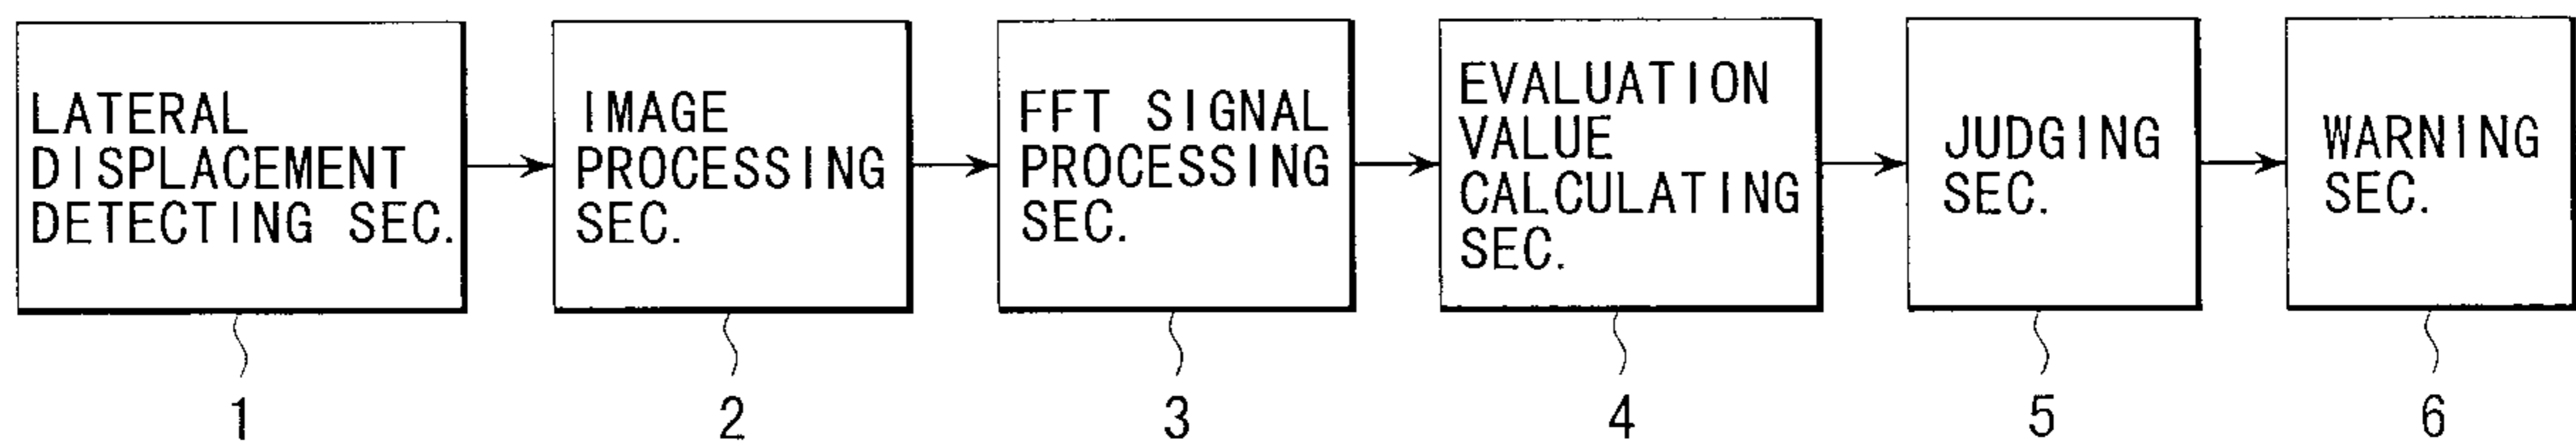 LATERAL
DISPLACEMENT
DETECTING SEC.
IMAGE
PROCESSING
SEC.
FFT SIGNAL
PROCESSING
SEC.
EVALUATION
VALUE
CALCULATING
SEC.
JUDGING
SEC.
WARNING
SEC.
1
2
3
4
5
6